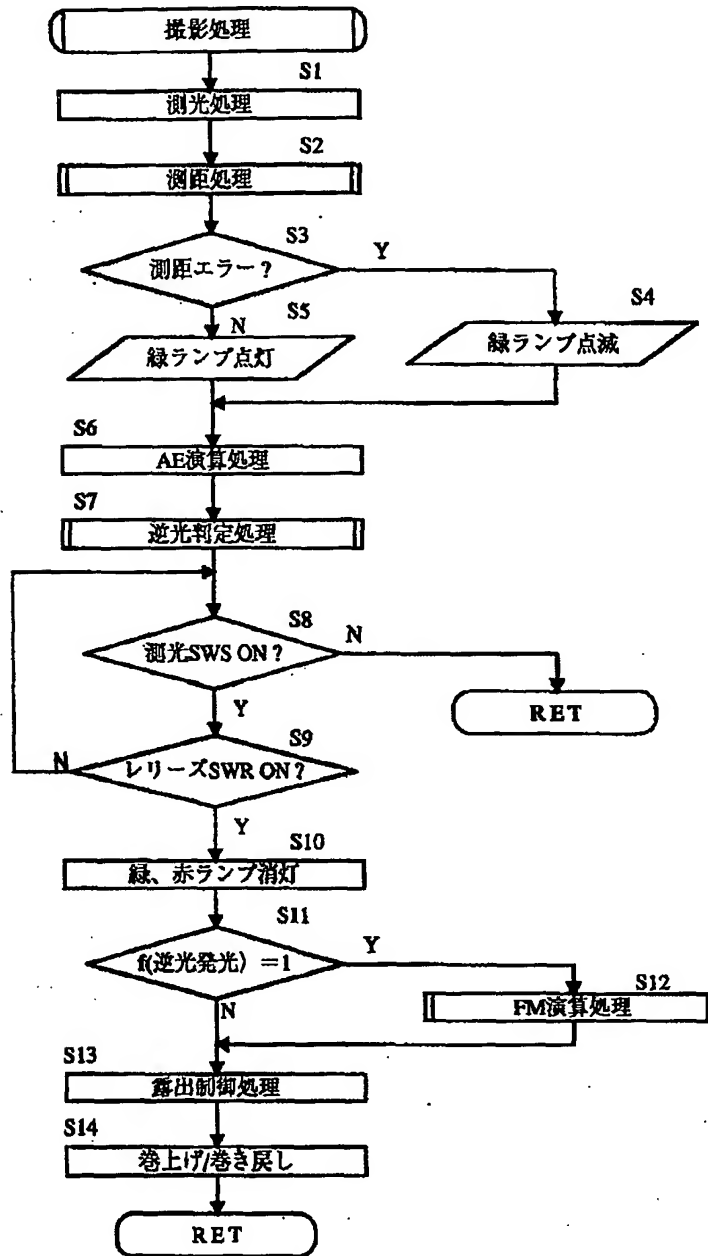 撮影処理
S1
測光処理
S2
測距処理
S3
測距エラー？
Y
S4
緑ランプ点滅
N
S5
緑ランプ点灯
S6
AE演算処理
S7
逆光判定処理
S8
測光SWS ON？
N
RET
Y
S9
レリーズSWR ON？
N
Y
S10
緑、赤ランプ消灯
S11
f(逆光発光）＝1
Y
S12
FM演算処理
N
S13
露出制御処理
S14
巻上げ/巻き戻し
RET